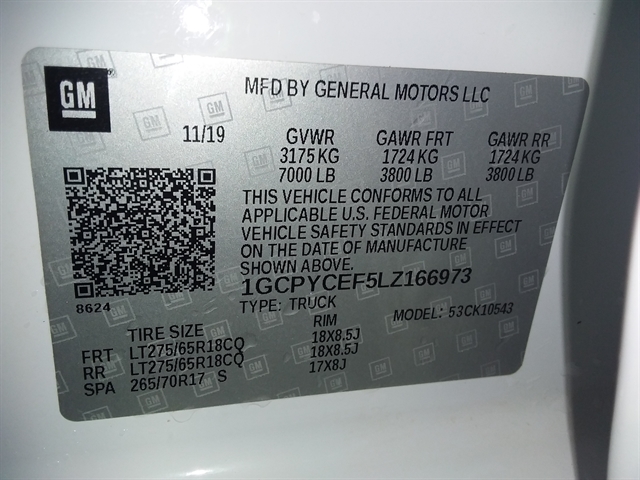 GM
MFD BY GENERAL MOTORS LLC
11/19 GVWR GAWR FRT GAWR RR
3175 KG 1724 KG 1724 KG
7000 LB 3800 LB 3800 LB
THIS VEHICLE CONFORMS TO ALL
APPLICABLE U.S. FEDERAL MOTOR
VEHICLE SAFETY STANDARDS IN EFFECT
ON THE DATE OF MANUFACTURE
SHOWN ABOVE.
1GCPYCEF5LZ166973
8624
TYPE: TRUCK MODEL: 53CK10543
TIRE SIZE RIM
FRT LT275/65R18CQ 18X8.5J
RR LT275/65R18CQ 18X8.5J
SPA 265/70R17 S 17X8J